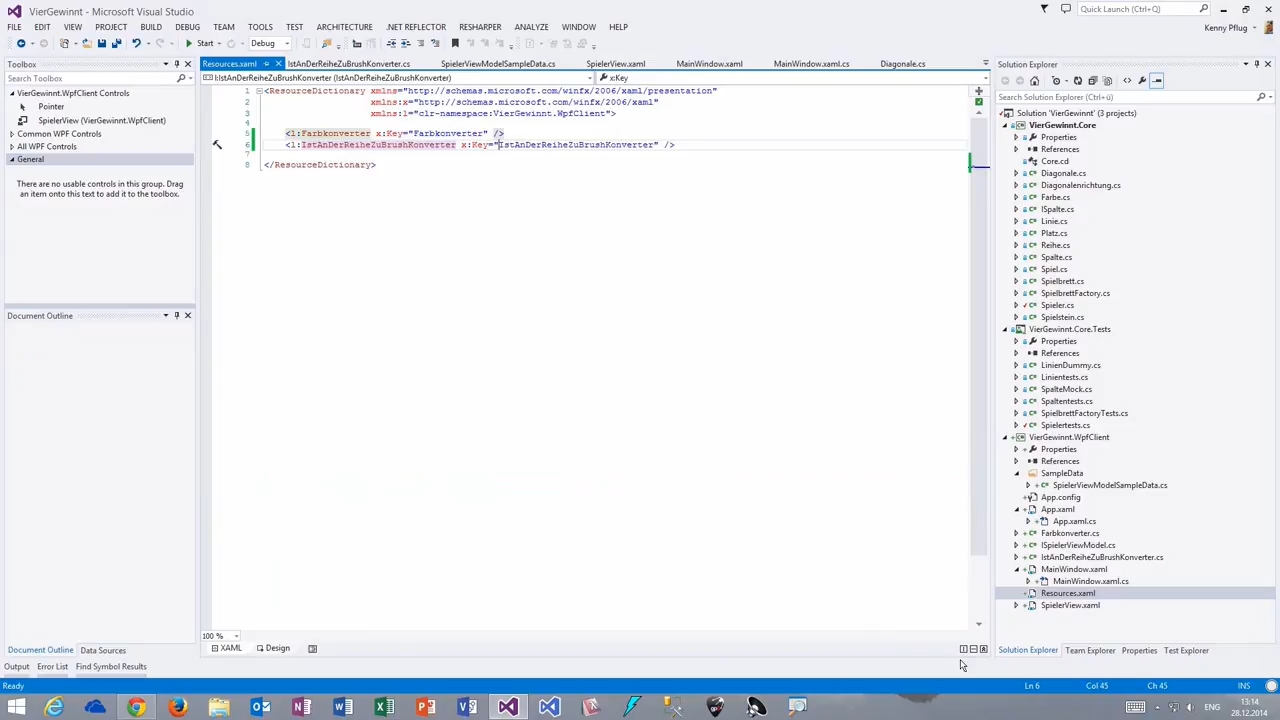 VierGewinnt - Microsoft Visual Studio
Quick Launch (Ctrl+Q)
FILE EDIT VIEW PROJECT BUILD DEBUG TEAM TOOLS TEST ARCHITECTURE .NET REFLECTOR RESHARPER ANALYZE WINDOW HELP
Kenny Pflug
Start Debug
Toolbox
Search Toolbox
VierGewinnt.WpfClient Controls
Pointer
SpielerView (VierGewinnt.WpfClient)
Common WPF Controls
All WPF Controls
General
There are no usable controls in this group. Drag
an item onto this text to add it to the toolbox.
Document Outline
Document Outline Data Sources
Resources.xaml IstAnDerReiheZuBrushKonverter.cs SpielerViewModelSampleData.cs SpielerView.xaml MainWindow.xaml MainWindow.xaml.cs Diagonale.cs
l:IstAnDerReiheZuBrushKonverter (IstAnDerReiheZuBrushKonverter) x:Key
1 <ResourceDictionary xmlns="http://schemas.microsoft.com/winfx/2006/xaml/presentation"
2 xmlns:x="http://schemas.microsoft.com/winfx/2006/xaml"
3 xmlns:l="clr-namespace:VierGewinnt.WpfClient">
4
5 <l:Farbkonverter x:Key="Farbkonverter" />
6 <l:IstAnDerReiheZuBrushKonverter x:Key="IstAnDerReiheZuBrushKonverter" />
7
8 </ResourceDictionary>
100 %
XAML Design
Solution Explorer
Search Solution Explorer (Ctrl+ü)
Solution 'VierGewinnt' (3 projects)
VierGewinnt.Core
Properties
References
Core.cd
Diagonale.cs
Diagonalenrichtung.cs
Farbe.cs
ISpalte.cs
Linie.cs
Platz.cs
Reihe.cs
Spalte.cs
Spiel.cs
Spielbrett.cs
SpielbrettFactory.cs
Spieler.cs
Spielstein.cs
VierGewinnt.Core.Tests
Properties
References
LinienDummy.cs
Linientests.cs
SpalteMock.cs
Spaltentests.cs
SpielbrettFactoryTests.cs
Spielertests.cs
VierGewinnt.WpfClient
Properties
References
SampleData
SpielerViewModelSampleData.cs
App.config
App.xaml
App.xaml.cs
Farbkonverter.cs
ISpielerViewModel.cs
IstAnDerReiheZuBrushKonverter.cs
MainWindow.xaml
MainWindow.xaml.cs
Resources.xaml
SpielerView.xaml
Solution Explorer Team Explorer Properties Test Explorer
Output Error List Find Symbol Results
Ready Ln 6 Col 45 Ch 45 INS
ENG 13:14
28.12.2014